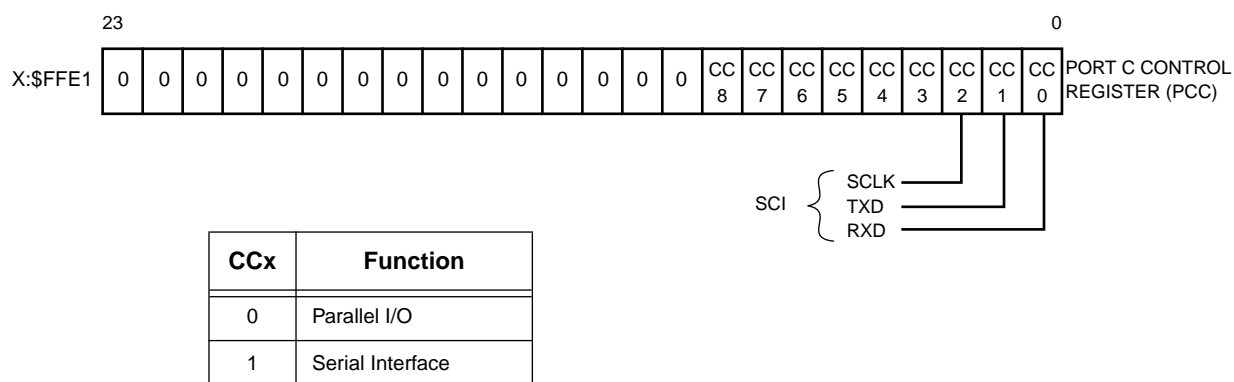 23 0
X:$FFE1 0 0 0 0 0 0 0 0 0 0 0 0 0 0 0 CC 8 CC 7 CC 6 CC 5 CC 4 CC 3 CC 2 CC 1 CC 0 PORT C CONTROL
REGISTER (PCC)
SCI SCLK
TXD
RXD
CCx Function
0 Parallel I/O
1 Serial Interface